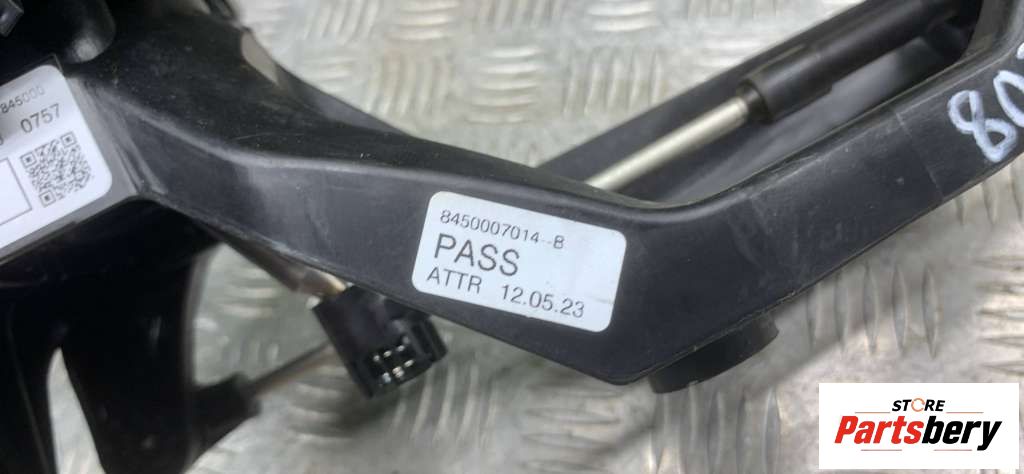 845000
0757
8450007014--B
PASS
ATTR 12.05.23
80
STORE
Partsbery